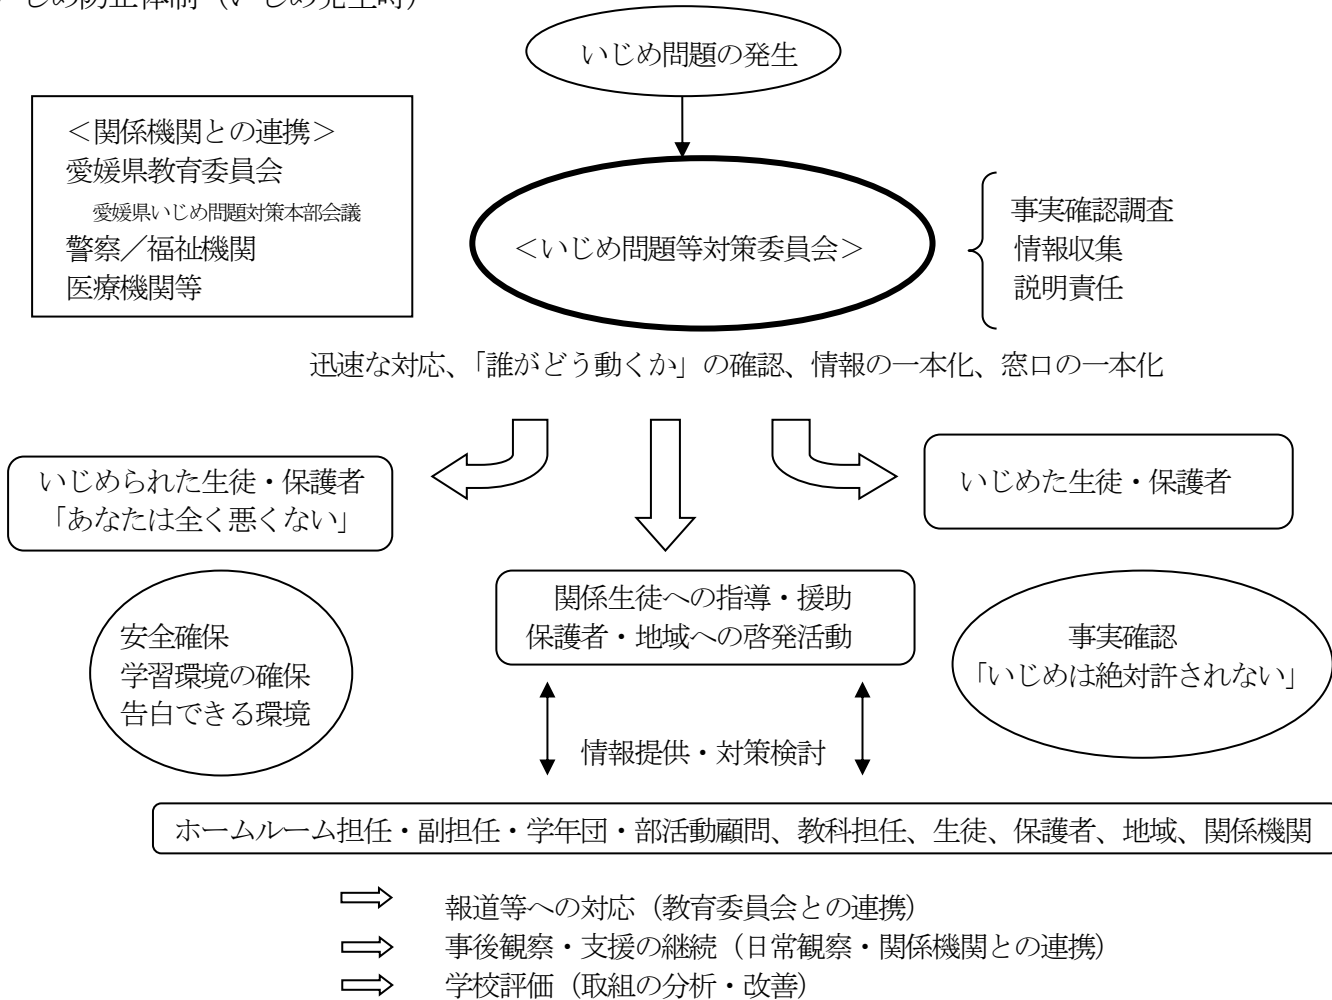 いじめ防止体制（いじめ発生時）
いじめ問題の発生
＜関係機関との連携＞
愛媛県教育委員会
愛媛県いじめ問題対策本部会議
警察／福祉機関
医療機関等
＜いじめ問題等対策委員会＞
事実確認調査
情報収集
説明責任
迅速な対応、「誰がどう動くか」の確認、情報の一本化、窓口の一本化
いじめられた生徒・保護者
「あなたは全く悪くない」
いじめた生徒・保護者
安全確保
学習環境の確保
告白できる環境
関係生徒への指導・援助
保護者・地域への啓発活動
事実確認
「いじめは絶対許されない」
情報提供・対策検討
ホームルーム担任・副担任・学年団・部活動顧問、教科担任、生徒、保護者、地域、関係機関
報道等への対応（教育委員会との連携）
事後観察・支援の継続（日常観察・関係機関との連携）
学校評価（取組の分析・改善）